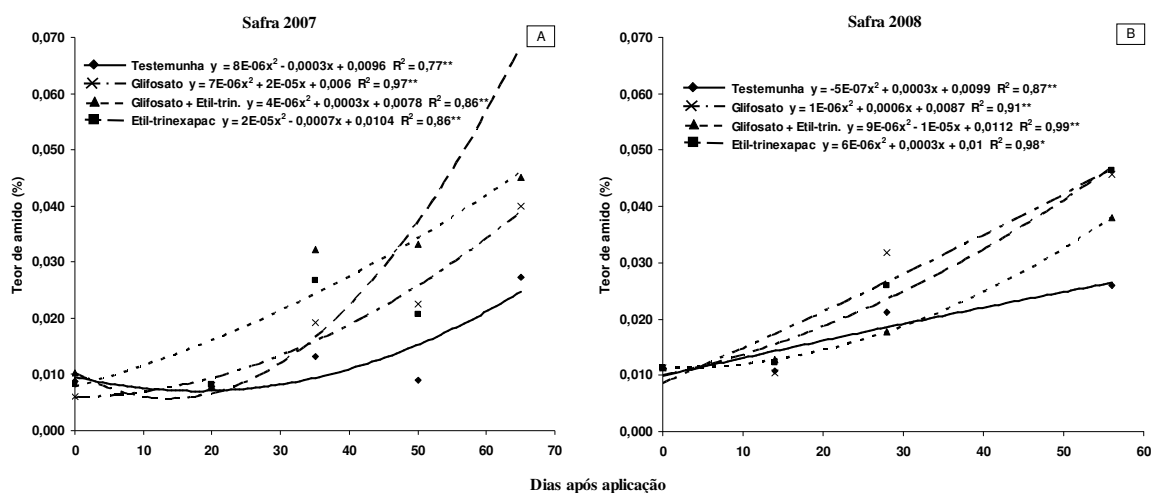 Safra 2007
A
Testemunha y = 8E-06x² - 0,0003x + 0,0096 R² = 0,77**
Glifosato y = 7E-06x² + 2E-05x + 0,006 R² = 0,97**
Glifosato + Etil-trin. y = 4E-06x² + 0,0003x + 0,0078 R² = 0,86**
Etil-trinexapac y = 2E-05x² - 0,0007x + 0,0104 R² = 0,86**
Teor de amido (%)
0,070
0,060
0,050
0,040
0,030
0,020
0,010
0,000
0 10 20 30 40 50 60 70
Safra 2008
B
Testemunha y = -5E-07x² + 0,0003x + 0,0099 R² = 0,87**
Glifosato y = 1E-06x² + 0,0006x + 0,0087 R² = 0,91**
Glifosato + Etil-trin. y = 9E-06x² - 1E-05x + 0,0112 R² = 0,99**
Etil-trinexapac y = 6E-06x² + 0,0003x + 0,01 R² = 0,98*
Teor de amido (%)
0,070
0,060
0,050
0,040
0,030
0,020
0,010
0,000
0 10 20 30 40 50 60
Dias após aplicação